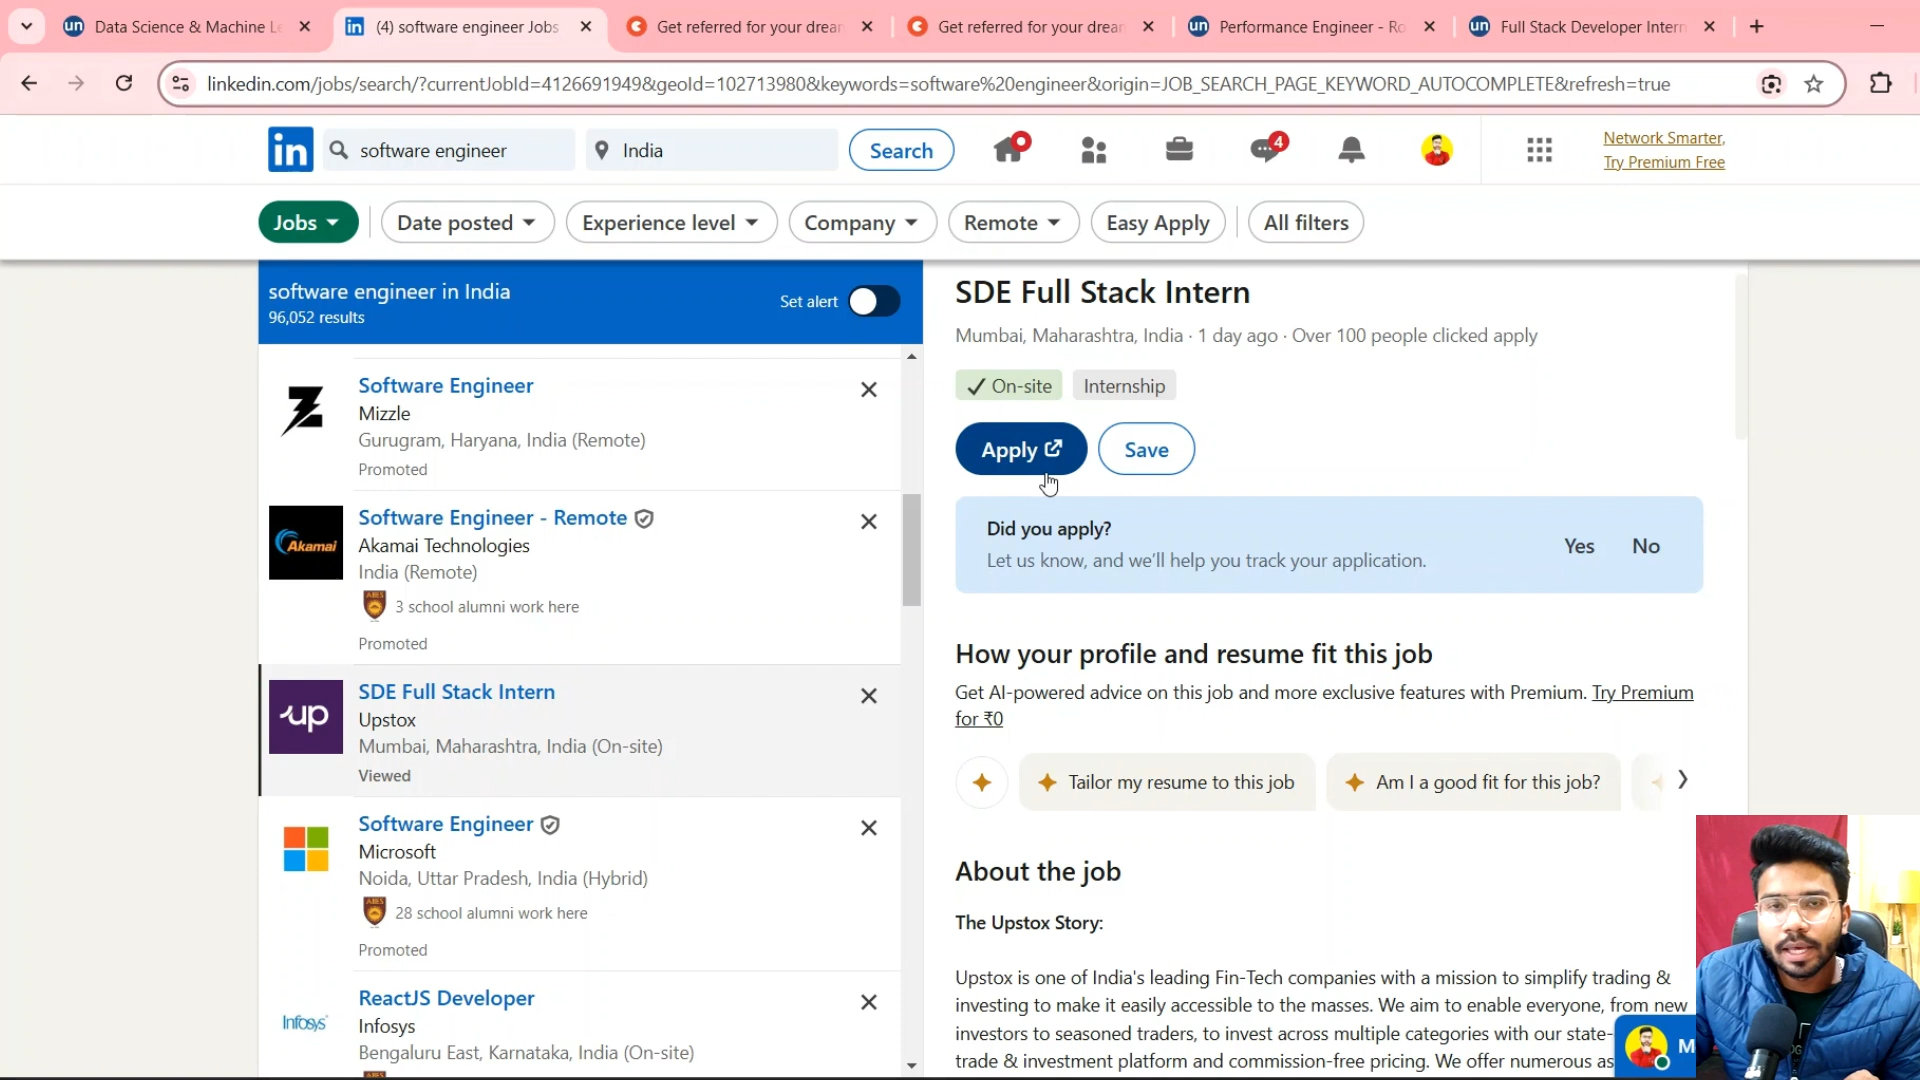 un Data Science & Machine Le
in (4) software engineer Jobs
Get referred for your drear
Get referred for your drear
un Performance Engineer - Ro
un Full Stack Developer Intern
linkedin.com/jobs/search/?currentJobId=4126691949&geoId=102713980&keywords=software%20engineer&origin=JOB_SEARCH_PAGE_KEYWORD_AUTOCOMPLETE&refresh=true
in
software engineer
India
Search
4
Network Smarter,
Try Premium Free
Jobs
Date posted
Experience level
Company
Remote
Easy Apply
All filters
software engineer in India
96,052 results
Set alert
Software Engineer
Mizzle
Gurugram, Haryana, India (Remote)
Promoted
Akamai
Software Engineer - Remote
Akamai Technologies
India (Remote)
3 school alumni work here
Promoted
up
SDE Full Stack Intern
Upstox
Mumbai, Maharashtra, India (On-site)
Viewed
Software Engineer
Microsoft
Noida, Uttar Pradesh, India (Hybrid)
28 school alumni work here
Promoted
Infosys
ReactJS Developer
Infosys
Bengaluru East, Karnataka, India (On-site)
SDE Full Stack Intern
Mumbai, Maharashtra, India · 1 day ago · Over 100 people clicked apply
On-site
Internship
Apply
Save
Did you apply?
Let us know, and we'll help you track your application.
Yes
No
How your profile and resume fit this job
Get AI-powered advice on this job and more exclusive features with Premium. Try Premium
for ₹0
Tailor my resume to this job
Am I a good fit for this job?
About the job
The Upstox Story:
Upstox is one of India's leading Fin-Tech companies with a mission to simplify trading &
investing to make it easily accessible to the masses. We aim to enable everyone, from new
investors to seasoned traders, to invest across multiple categories with our state-
trade & investment platform and commission-free pricing. We offer numerous as
M